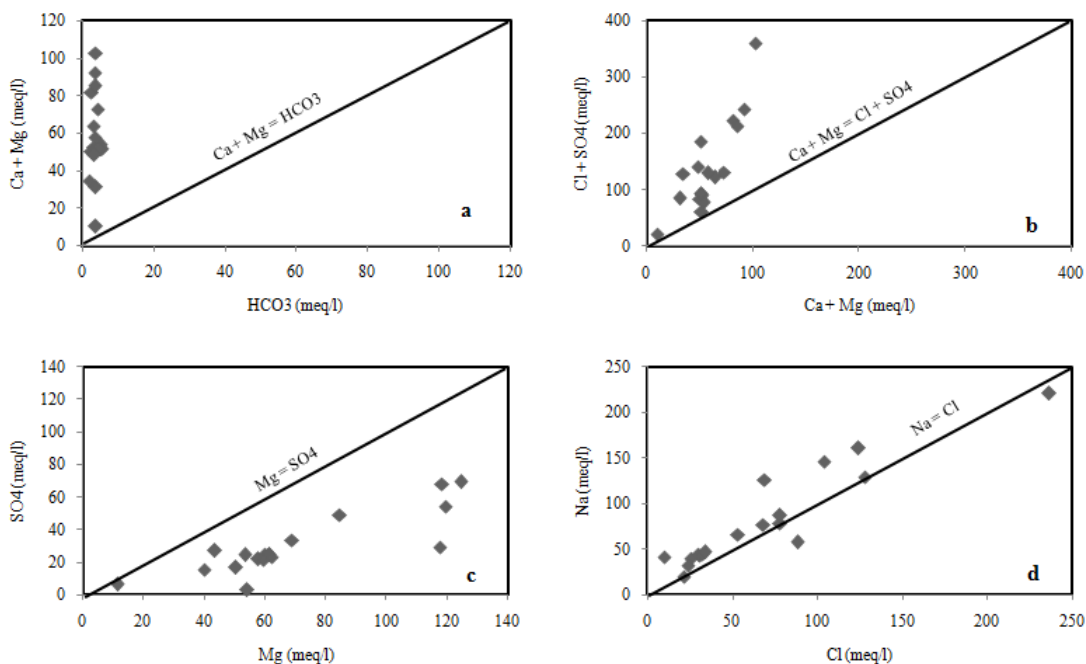 120
100
80
60
40
20
0
Ca + Mg (meq/l)
Ca + Mg = HCO3
a
0 20 40 60 80 100 120
HCO3 (meq/l)
400
300
200
100
0
Cl + SO4 (meq/l)
Ca + Mg = Cl + SO4
b
0 100 200 300 400
Ca + Mg (meq/l)
140
120
100
80
60
40
20
0
SO4 (meq/l)
Mg = SO4
c
0 20 40 60 80 100 120 140
Mg (meq/l)
250
200
150
100
50
0
Na (meq/l)
Na = Cl
d
0 50 100 150 200 250
Cl (meq/l)